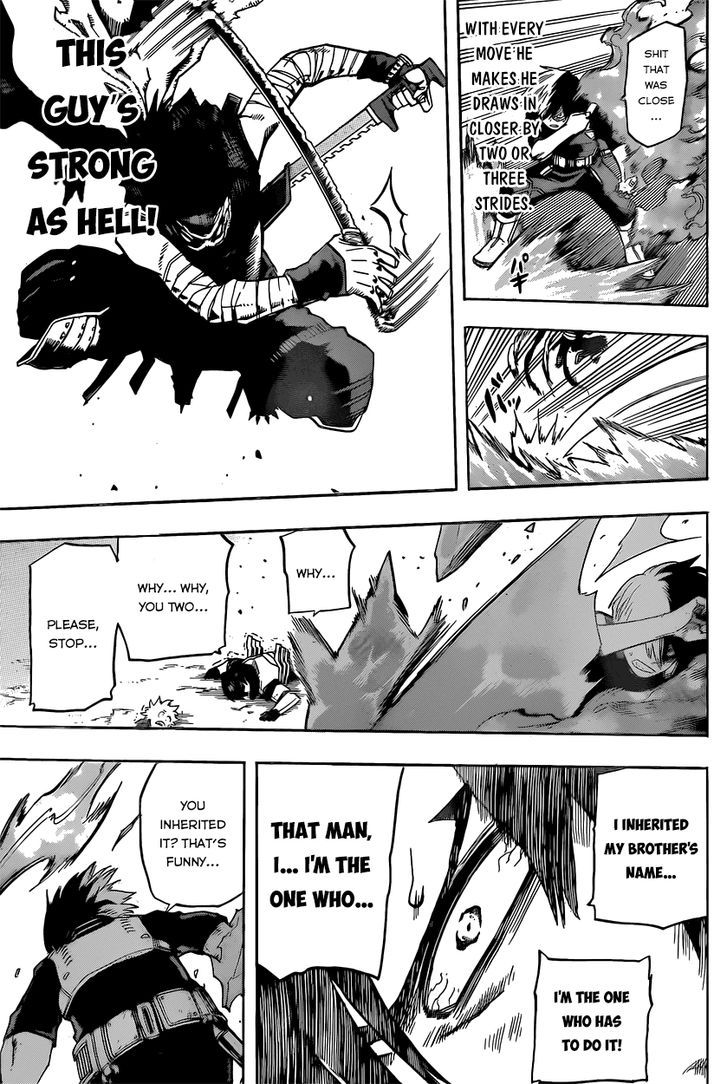 SHIT
THAT
WAS
CLOSE
...
WITH EVERY
MOVE HE
MAKES HE
DRAWS IN
CLOSER BY
TWO OR
THREE
STRIDES.
THIS
GUY'S
STRONG
AS HELL!
WHY...
WHY... WHY,
YOU TWO...
PLEASE,
STOP...
I INHERITED
MY BROTHER'S
NAME...
THAT MAN,
I... I'M THE
ONE WHO...
I'M THE ONE
WHO HAS
TO DO IT!
YOU
INHERITED
IT? THAT'S
FUNNY...